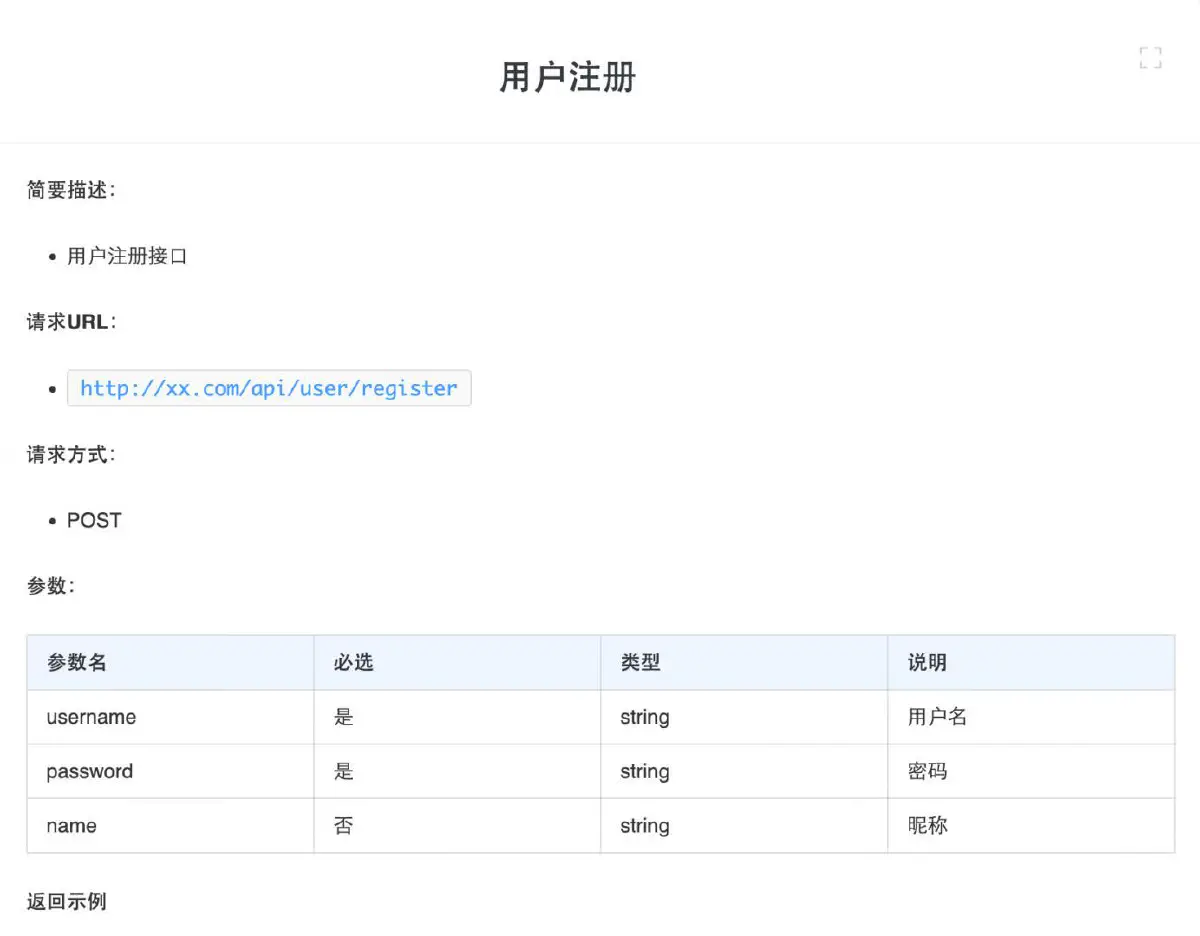 用户注册
简要描述：
用户注册接口
请求URL：
http://xx.com/api/user/register
请求方式：
POST
参数：
参数名 必选 类型 说明
username 是 string 用户名
password 是 string 密码
name 否 string 昵称
返回示例